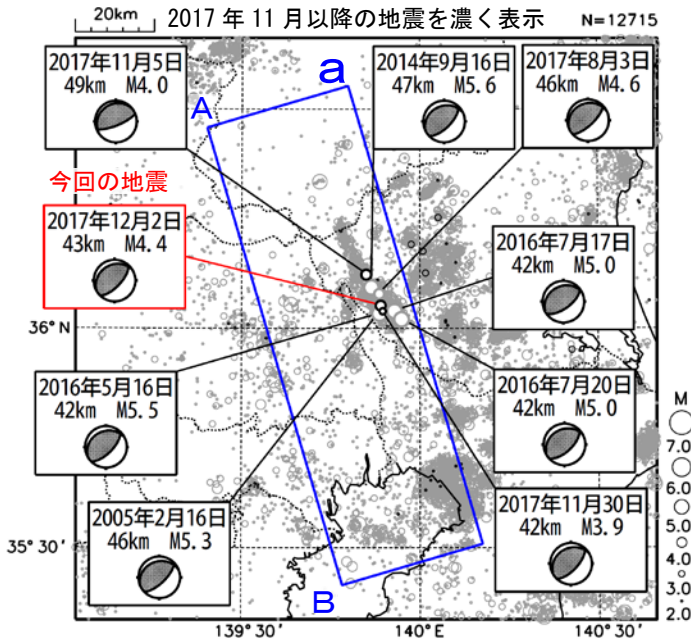 20km
2017年11月以降の地震を濃く表示
N=12715
2017年11月5日
49km M4.0
2014年9月16日
47km M5.6
2017年8月3日
46km M4.6
a
A
今回の地震
2017年12月2日
43km M4.4
2016年7月17日
42km M5.0
36°N
2016年5月16日
42km M5.5
2016年7月20日
42km M5.0
2005年2月16日
46km M5.3
2017年11月30日
42km M3.9
35°30′
B
M
7.0
6.0
5.0
4.0
3.0
2.0
139°30′
140°E
140°30′